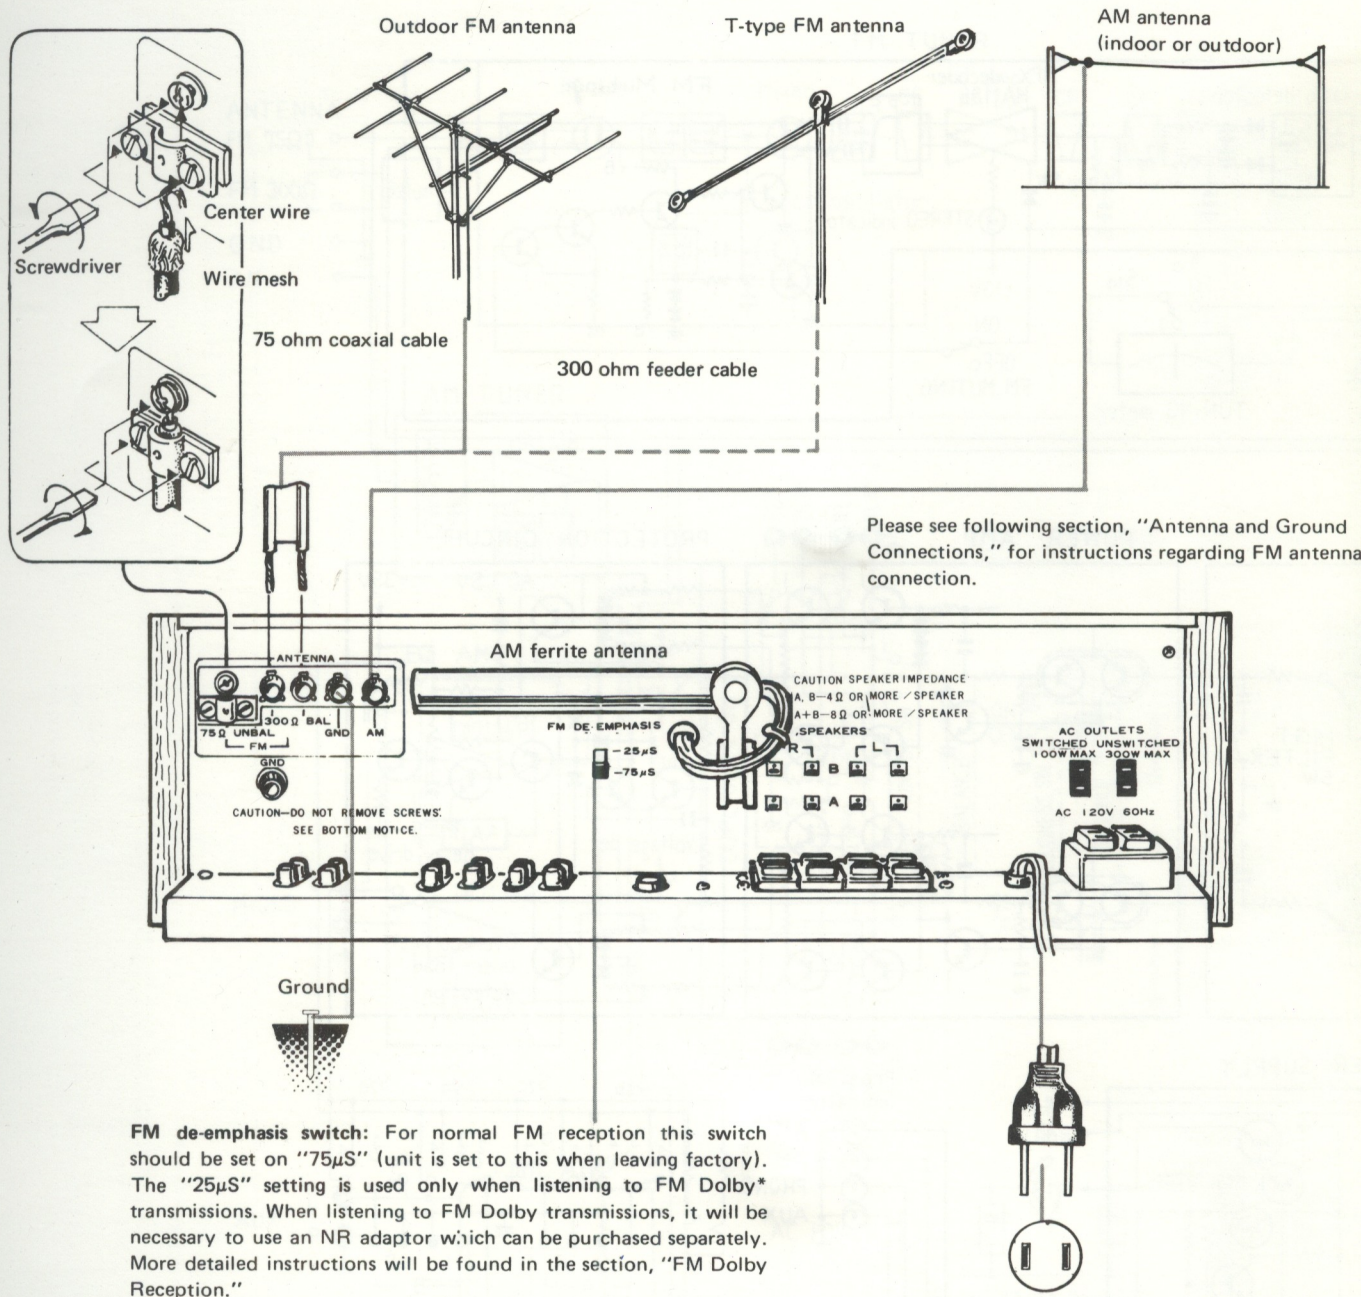 Outdoor FM antenna
T-type FM antenna
AM antenna
(indoor or outdoor)
Center wire
Screwdriver
Wire mesh
75 ohm coaxial cable
300 ohm feeder cable
Please see following section, "Antenna and Ground
Connections," for instructions regarding FM antenna
connection.
ANTENNA
300Ω BAL
75Ω UNBAL
GND
AM
FM
GND
CAUTION—DO NOT REMOVE SCREWS.
SEE BOTTOM NOTICE.
AM ferrite antenna
FM DE-EMPHASIS
-25µS
-75µS
CAUTION SPEAKER IMPEDANCE
A, B—4Ω OR MORE / SPEAKER
A+B—8Ω OR MORE / SPEAKER
SPEAKERS
R
L
B
A
AC OUTLETS
SWITCHED UNSWITCHED
100W MAX 300W MAX
AC 120V 60Hz
Ground
FM de-emphasis switch: For normal FM reception this switch
should be set on "75µS" (unit is set to this when leaving factory).
The "25µS" setting is used only when listening to FM Dolby*
transmissions. When listening to FM Dolby transmissions, it will be
necessary to use an NR adaptor which can be purchased separately.
More detailed instructions will be found in the section, "FM Dolby
Reception."